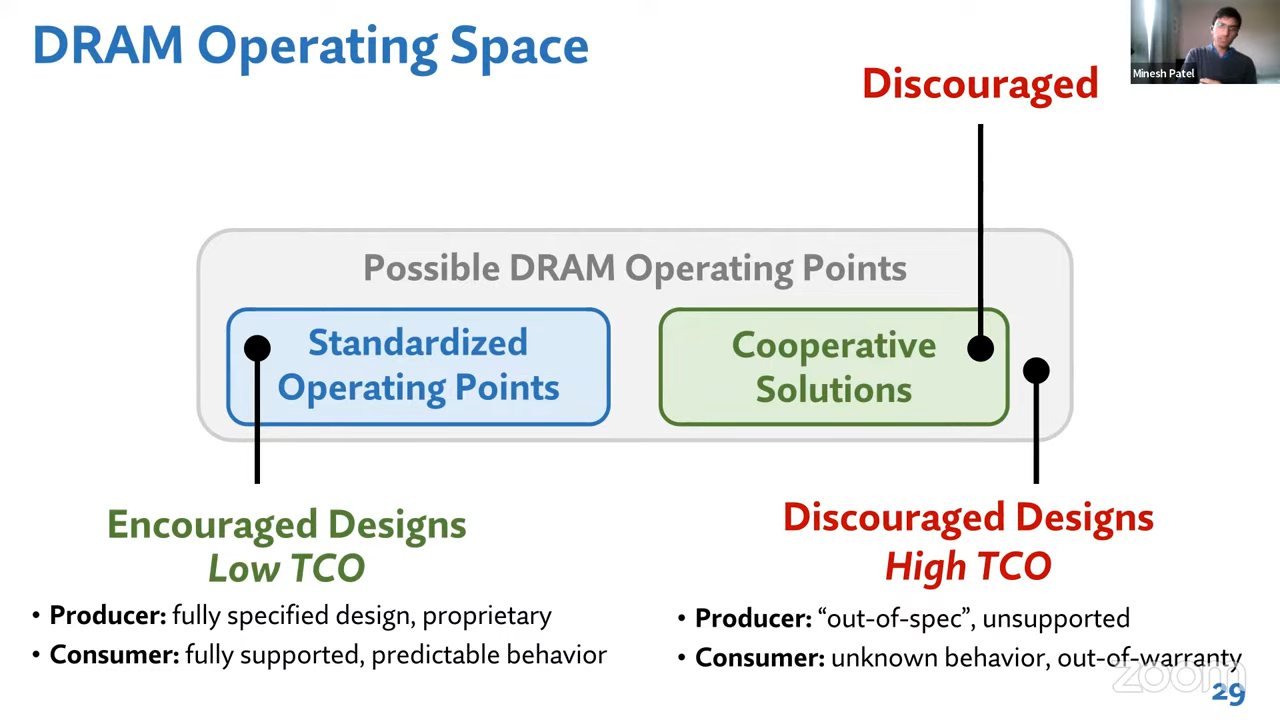 DRAM Operating Space
Discouraged
Minesh Patel
Possible DRAM Operating Points
Standardized
Operating Points
Cooperative
Solutions
Encouraged Designs
Low TCO
• Producer: fully specified design, proprietary
• Consumer: fully supported, predictable behavior
Discouraged Designs
High TCO
• Producer: “out-of-spec”, unsupported
• Consumer: unknown behavior, out-of-warranty
zoom
29